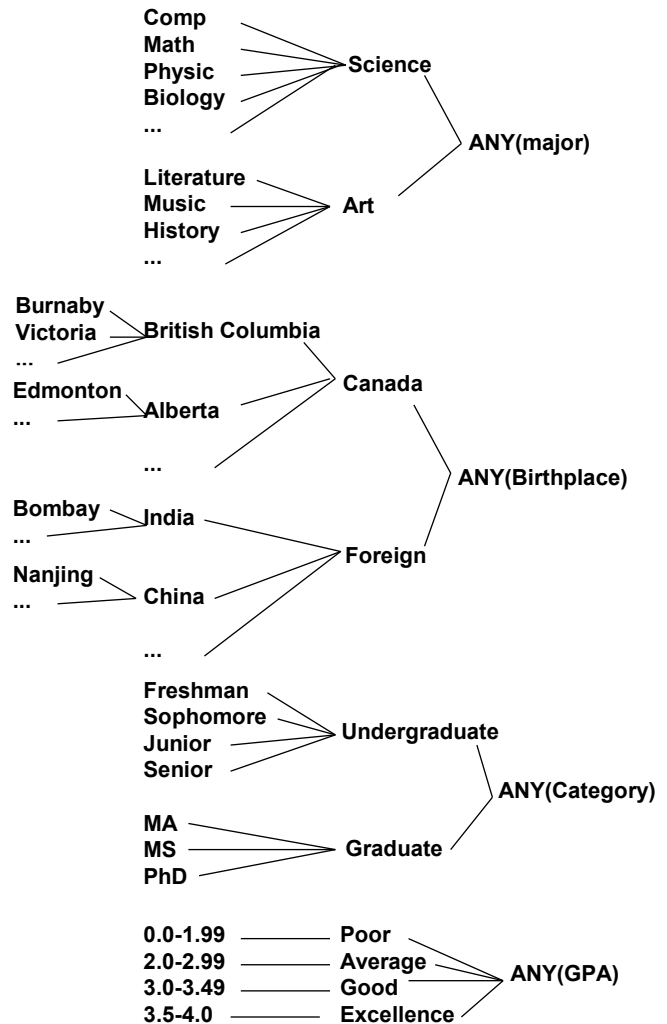 Comp
Math
Physic
Biology
...
Science
ANY(major)
Literature
Music
History
...
Art
Burnaby
Victoria
...
British Columbia
Edmonton
...
Alberta
...
Canada
ANY(Birthplace)
Bombay
...
India
Nanjing
...
China
...
Foreign
Freshman
Sophomore
Junior
Senior
Undergraduate
ANY(Category)
MA
MS
PhD
Graduate
0.0-1.99 Poor
2.0-2.99 Average
3.0-3.49 Good
3.5-4.0 Excellence
ANY(GPA)